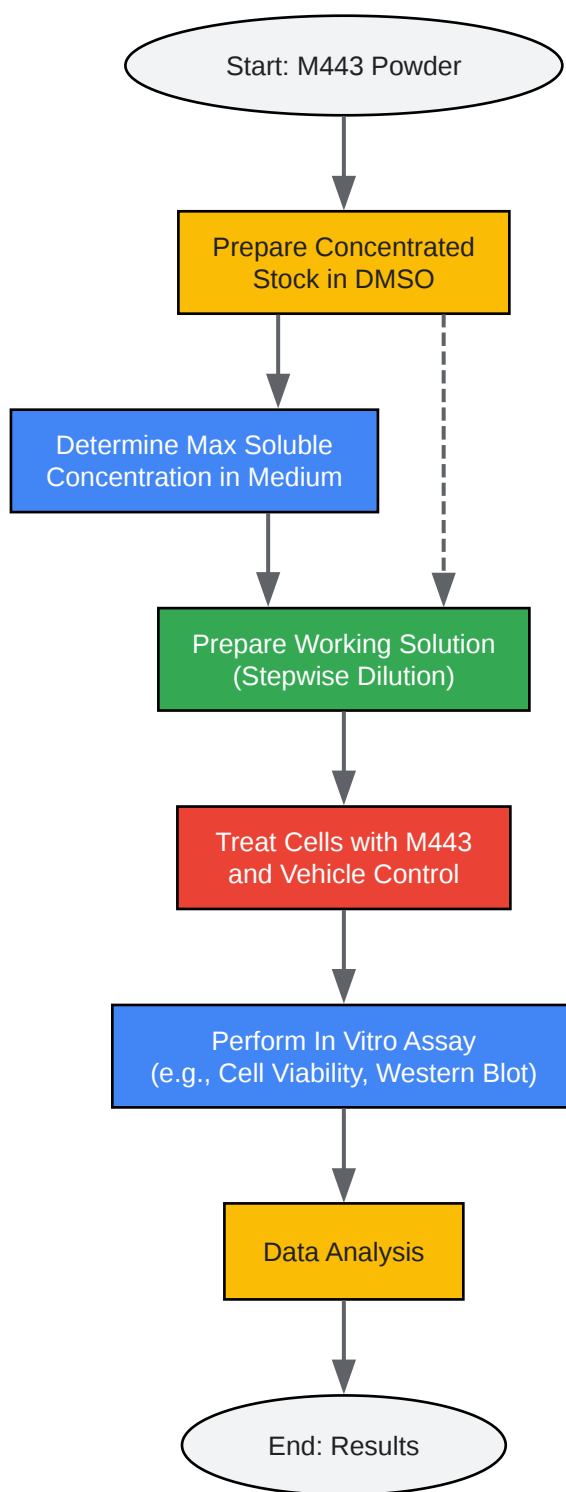 Start: M443 Powder
Prepare Concentrated
Stock in DMSO
Determine Max Soluble
Concentration in Medium
Prepare Working Solution
(Stepwise Dilution)
Treat Cells with M443
and Vehicle Control
Perform In Vitro Assay
(e.g., Cell Viability, Western Blot)
Data Analysis
End: Results